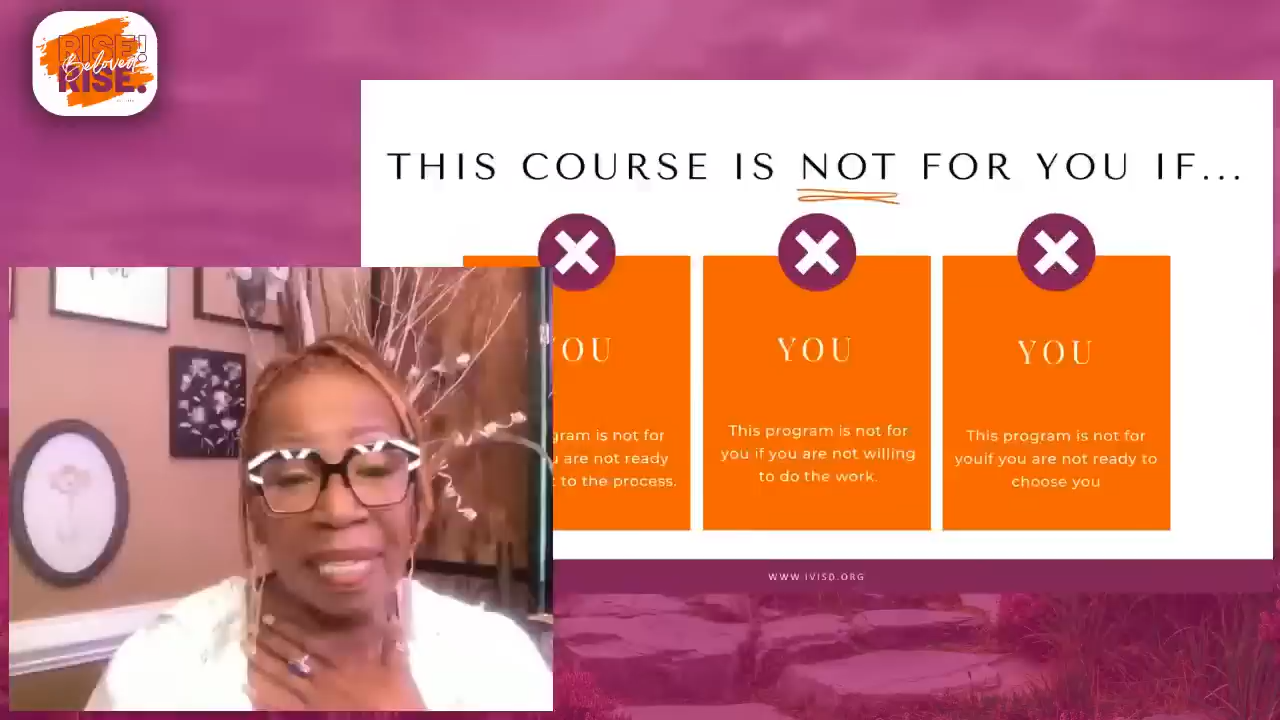 RISE!
Beloved
RISE.
THIS COURSE IS NOT FOR YOU IF...
YOU
gram is not for
u are not ready
t to the process.
YOU
This program is not for
you if you are not willing
to do the work.
YOU
This program is not for
youif you are not ready to
choose you
WWW.IVISD.ORG